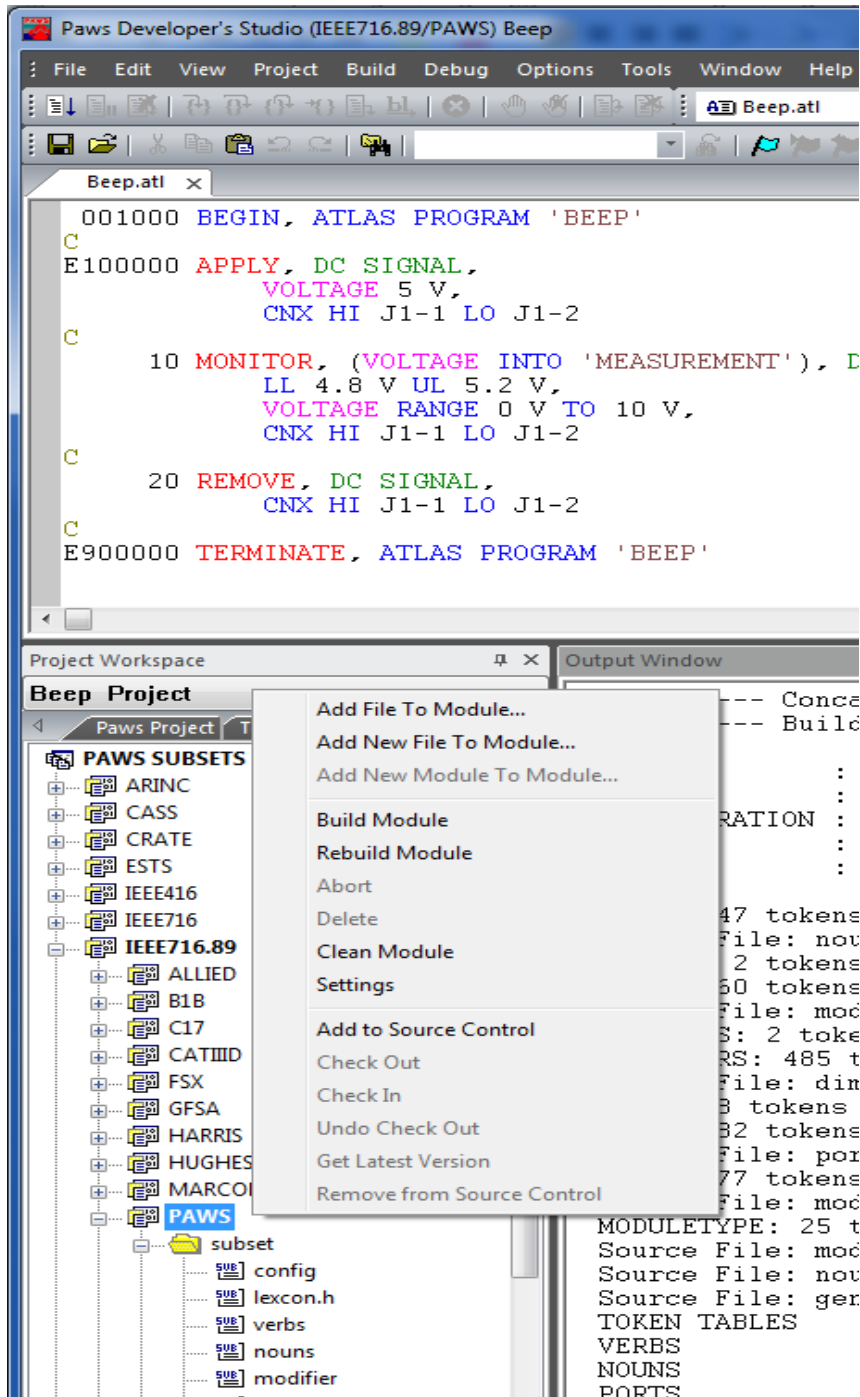 Paws Developer's Studio (IEEE716.89/PAWS) Beep
File Edit View Project Build Debug Options Tools Window Help
Beep.atl
Beep.atl
001000 BEGIN, ATLAS PROGRAM 'BEEP'
C
E100000 APPLY, DC SIGNAL,
VOLTAGE 5 V,
CNX HI J1-1 LO J1-2
C
10 MONITOR, (VOLTAGE INTO 'MEASUREMENT'), D
LL 4.8 V UL 5.2 V,
VOLTAGE RANGE 0 V TO 10 V,
CNX HI J1-1 LO J1-2
C
20 REMOVE, DC SIGNAL,
CNX HI J1-1 LO J1-2
C
E900000 TERMINATE, ATLAS PROGRAM 'BEEP'
Project Workspace
Beep Project
Paws Project T
PAWS SUBSETS
ARINC
CASS
CRATE
ESTS
IEEE416
IEEE716
IEEE716.89
ALLIED
B1B
C17
CATIIID
FSX
GFSA
HARRIS
HUGHES
MARCO
PAWS
subset
config
lexcon.h
verbs
nouns
modifier
Add File To Module...
Add New File To Module...
Add New Module To Module...
Build Module
Rebuild Module
Abort
Delete
Clean Module
Settings
Add to Source Control
Check Out
Check In
Undo Check Out
Get Latest Version
Remove from Source Control
Output Window
--- Conca
--- Build
:
:
RATION :
:
:
47 tokens
File: nou
2 tokens
60 tokens
File: mod
S: 2 toke
RS: 485 t
File: dim
3 tokens
32 tokens
File: por
77 tokens
File: mod
MODULETYPE: 25 t
Source File: mod
Source File: nou
Source File: gen
TOKEN TABLES
VERBS
NOUNS
PORTS